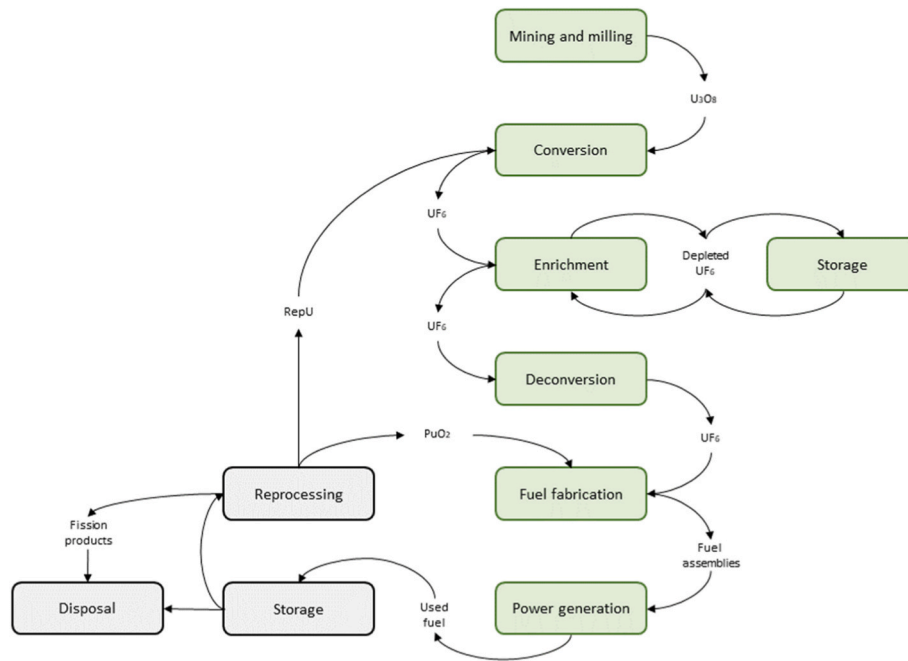 Mining and milling
U₃O₈
Conversion
UF₆
Enrichment
Depleted
UF₆
Storage
RepU
UF₆
Deconversion
PuO₂
UF₆
Reprocessing
Fuel fabrication
Fission
products
Fuel
assemblies
Disposal
Storage
Used
fuel
Power generation